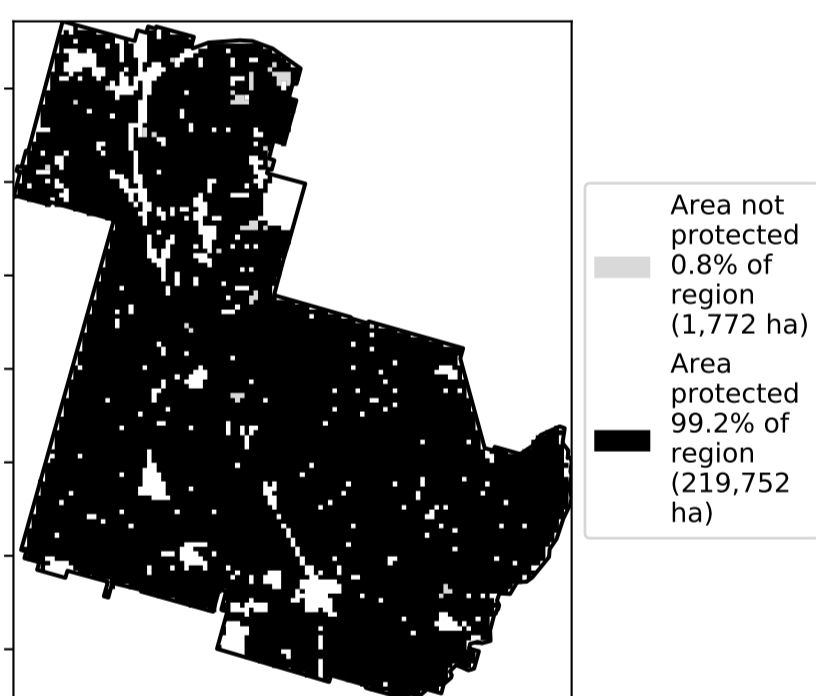 Area not
protected
0.8% of
region
(1,772 ha)
Area
protected
99.2% of
region
(219,752
ha)